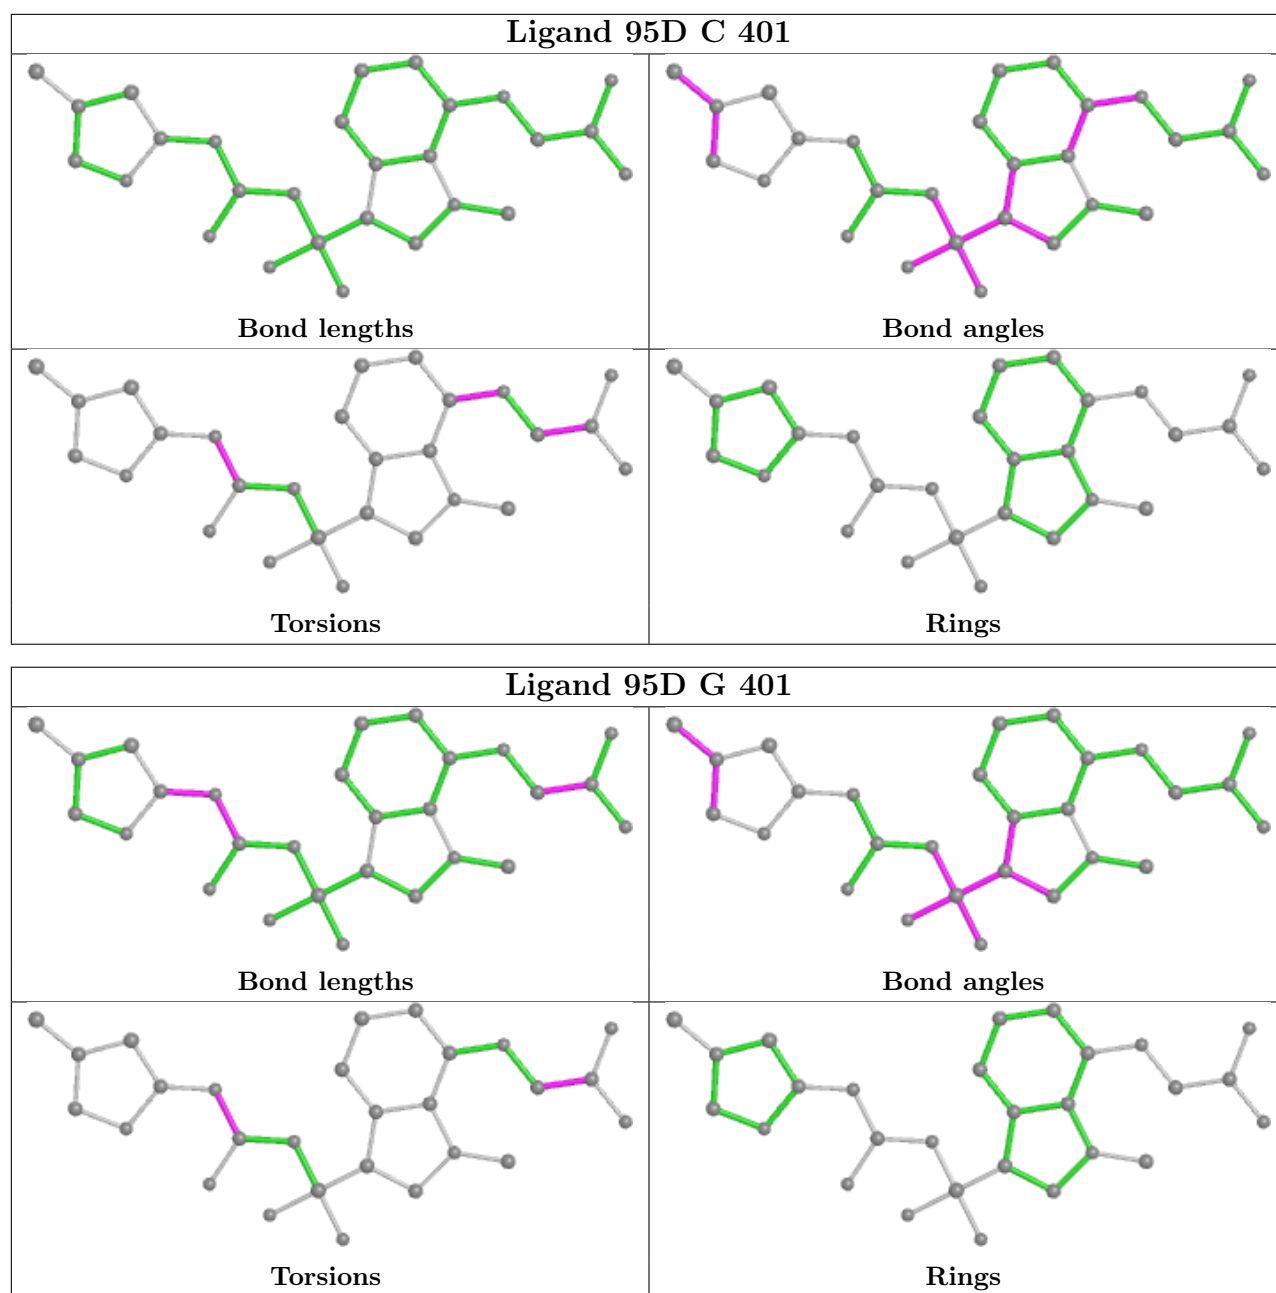 Ligand 95D C 401
Bond lengths
Bond angles
Torsions
Rings
Ligand 95D G 401
Bond lengths
Bond angles
Torsions
Rings